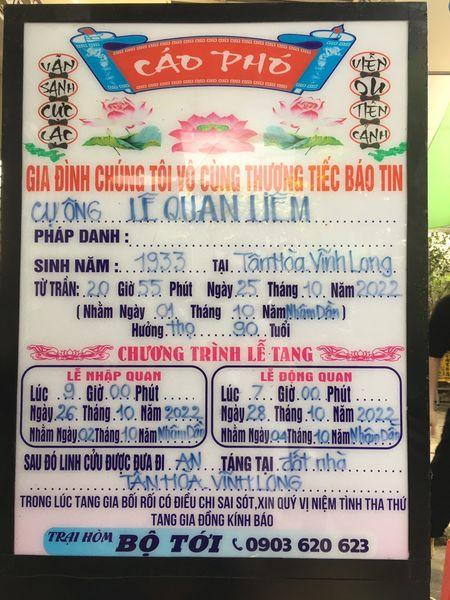 CÁO PHÓ
VÃN
SANH
CỰC
LẠC
VIỄN
DU
TIÊN
CẢNH
GIA ĐÌNH CHÚNG TÔI VÔ CÙNG THƯƠNG TIẾC BÁO TIN
CỤ ÔNG LÊ QUAN LIÊM
PHÁP DANH :
SINH NĂM : 1933 TẠI Tân Hòa, Vĩnh Long
TỪ TRẦN: 20 Giờ 55 Phút Ngày 25 Tháng 10 Năm 2022
( Nhằm Ngày 01 Tháng 10 Năm Nhâm Dần )
Hưởng thọ 90 Tuổi
CHƯƠNG TRÌNH LỄ TANG
LỄ NHẬP QUAN
Lúc 9 Giờ 00 Phút
Ngày 26 Tháng 10 Năm 2022
Nhằm Ngày 02 Tháng 10 Năm Nhâm Dần
LỄ ĐỘNG QUAN
Lúc 7 Giờ 00 Phút
Ngày 28 Tháng 10 Năm 2022
Nhằm Ngày 04 Tháng 10 Năm Nhâm Dần
SAU ĐÓ LINH CỬU ĐƯỢC ĐƯA ĐI AN TÁNG TẠI đất nhà
TÂN HÒA, VĨNH LONG
TRONG LÚC TANG GIA BỐI RỐI CÓ ĐIỀU CHI SAI SÓT,XIN QUÝ VỊ NIỆM TÌNH THA THỨ
TANG GIA ĐỒNG KÍNH BÁO
TRẠI HÒM BỘ TỚI 0903 620 623